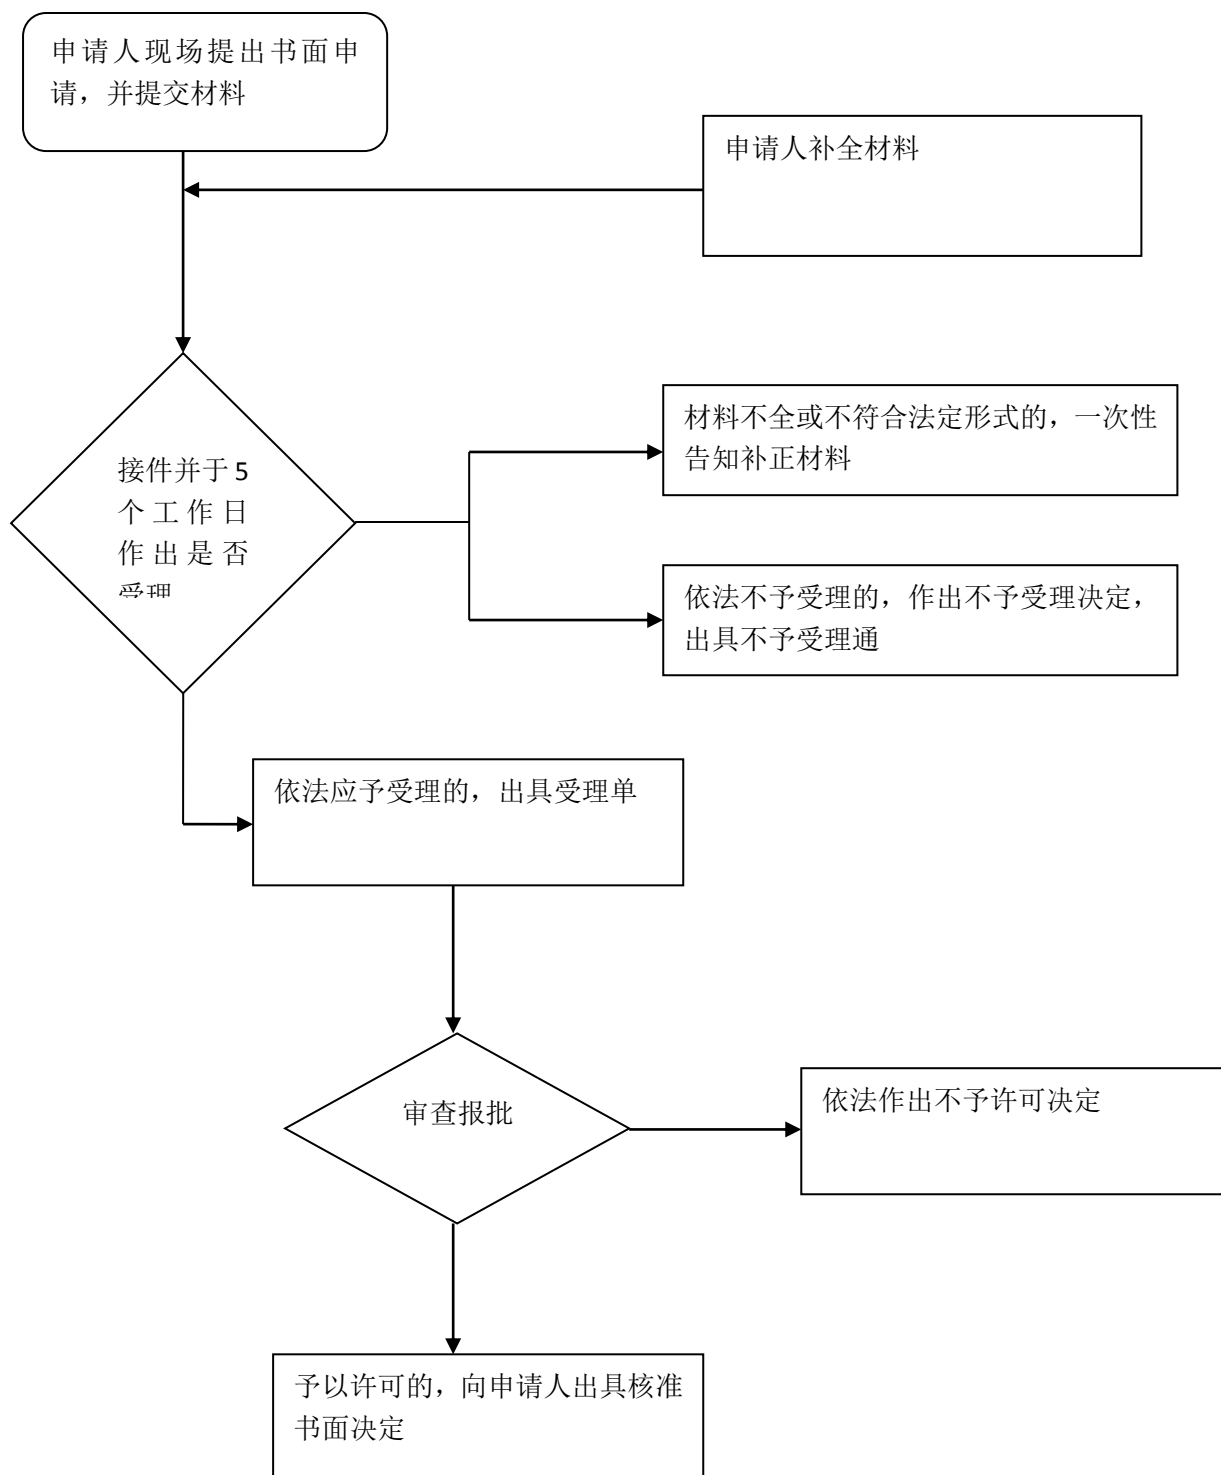 申请人现场提出书面申
请，并提交材料
申请人补全材料
材料不全或不符合法定形式的，一次性
告知补正材料
接件并于 5
个工作日
作出是否
受理
依法不予受理的，作出不予受理决定，
出具不予受理通
依法应予受理的，出具受理单
审查报批
依法作出不予许可决定
予以许可的，向申请人出具核准
书面决定